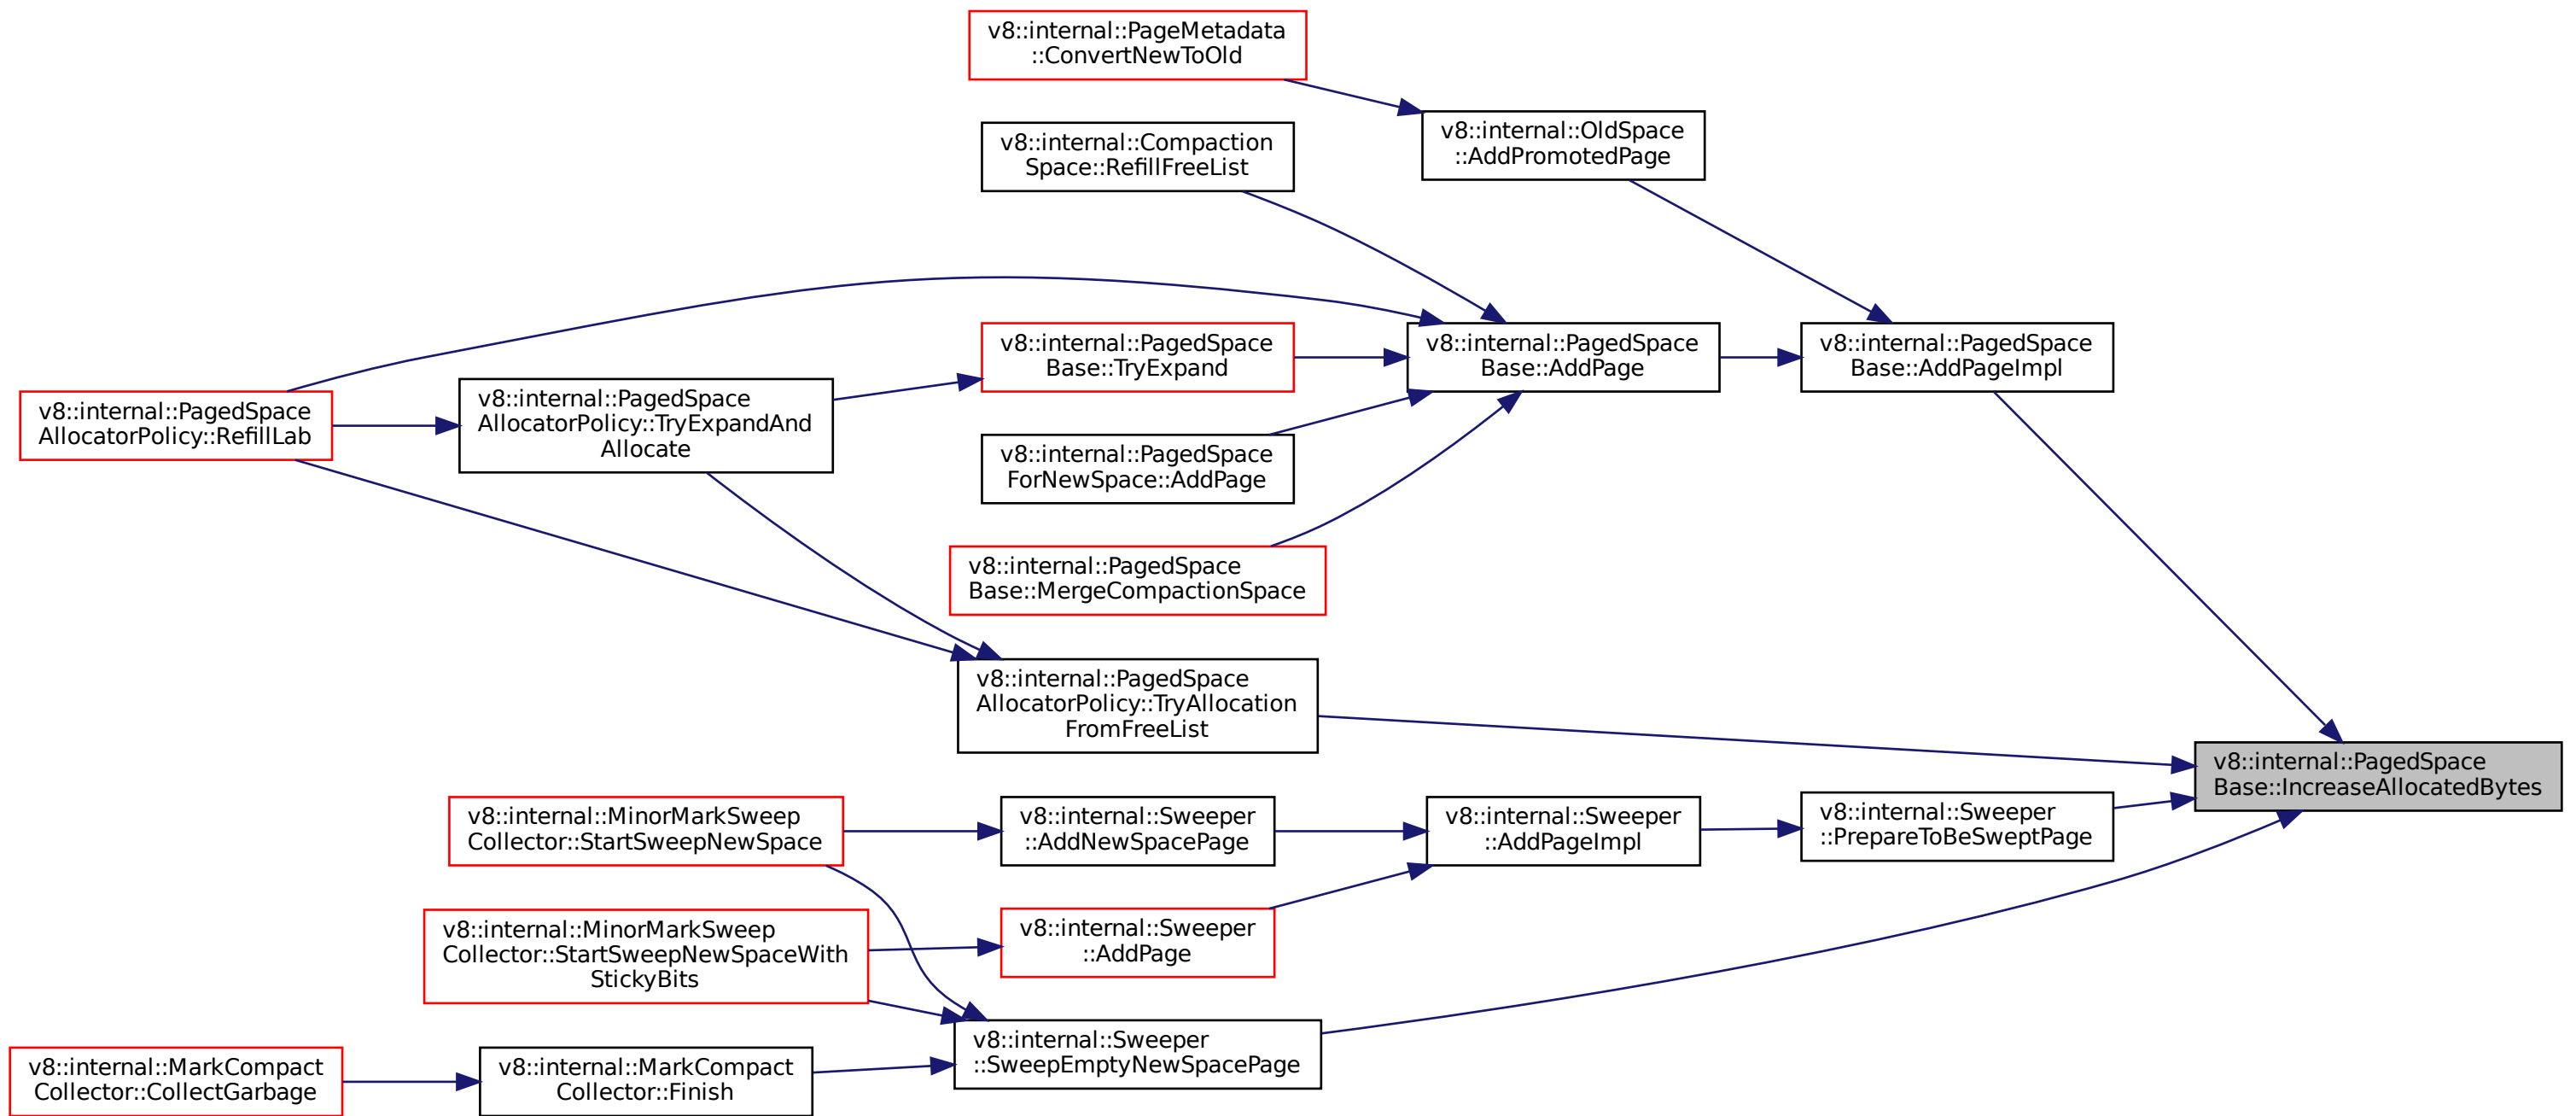 v8::internal::PageMetadata
::ConvertNewToOld
v8::internal::OldSpace
::AddPromotedPage
v8::internal::Compaction
Space::RefillFreeList
v8::internal::PagedSpace
Base::TryExpand
v8::internal::PagedSpace
Base::AddPage
v8::internal::PagedSpace
Base::AddPageImpl
v8::internal::PagedSpace
AllocatorPolicy::RefillLab
v8::internal::PagedSpace
AllocatorPolicy::TryExpandAnd
Allocate
v8::internal::PagedSpace
ForNewSpace::AddPage
v8::internal::PagedSpace
Base::MergeCompactionSpace
v8::internal::PagedSpace
AllocatorPolicy::TryAllocation
FromFreeList
v8::internal::PagedSpace
Base::IncreaseAllocatedBytes
v8::internal::MinorMarkSweep
Collector::StartSweepNewSpace
v8::internal::Sweeper
::AddNewSpacePage
v8::internal::Sweeper
::AddPageImpl
v8::internal::Sweeper
::PrepareToBeSweptPage
v8::internal::MinorMarkSweep
Collector::StartSweepNewSpaceWith
StickyBits
v8::internal::Sweeper
::AddPage
v8::internal::Sweeper
::SweepEmptyNewSpacePage
v8::internal::MarkCompact
Collector::CollectGarbage
v8::internal::MarkCompact
Collector::Finish